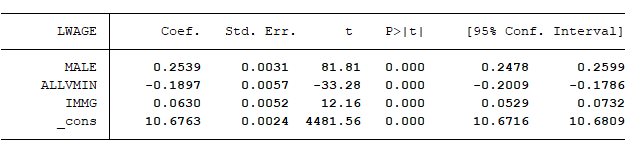 LWAGE Coef. Std. Err. t P>|t| [95% Conf. Interval]
MALE 0.2539 0.0031 81.81 0.000 0.2478 0.2599
ALLVMIN -0.1897 0.0057 -33.28 0.000 -0.2009 -0.1786
IMMG 0.0630 0.0052 12.16 0.000 0.0529 0.0732
_cons 10.6763 0.0024 4481.56 0.000 10.6716 10.6809